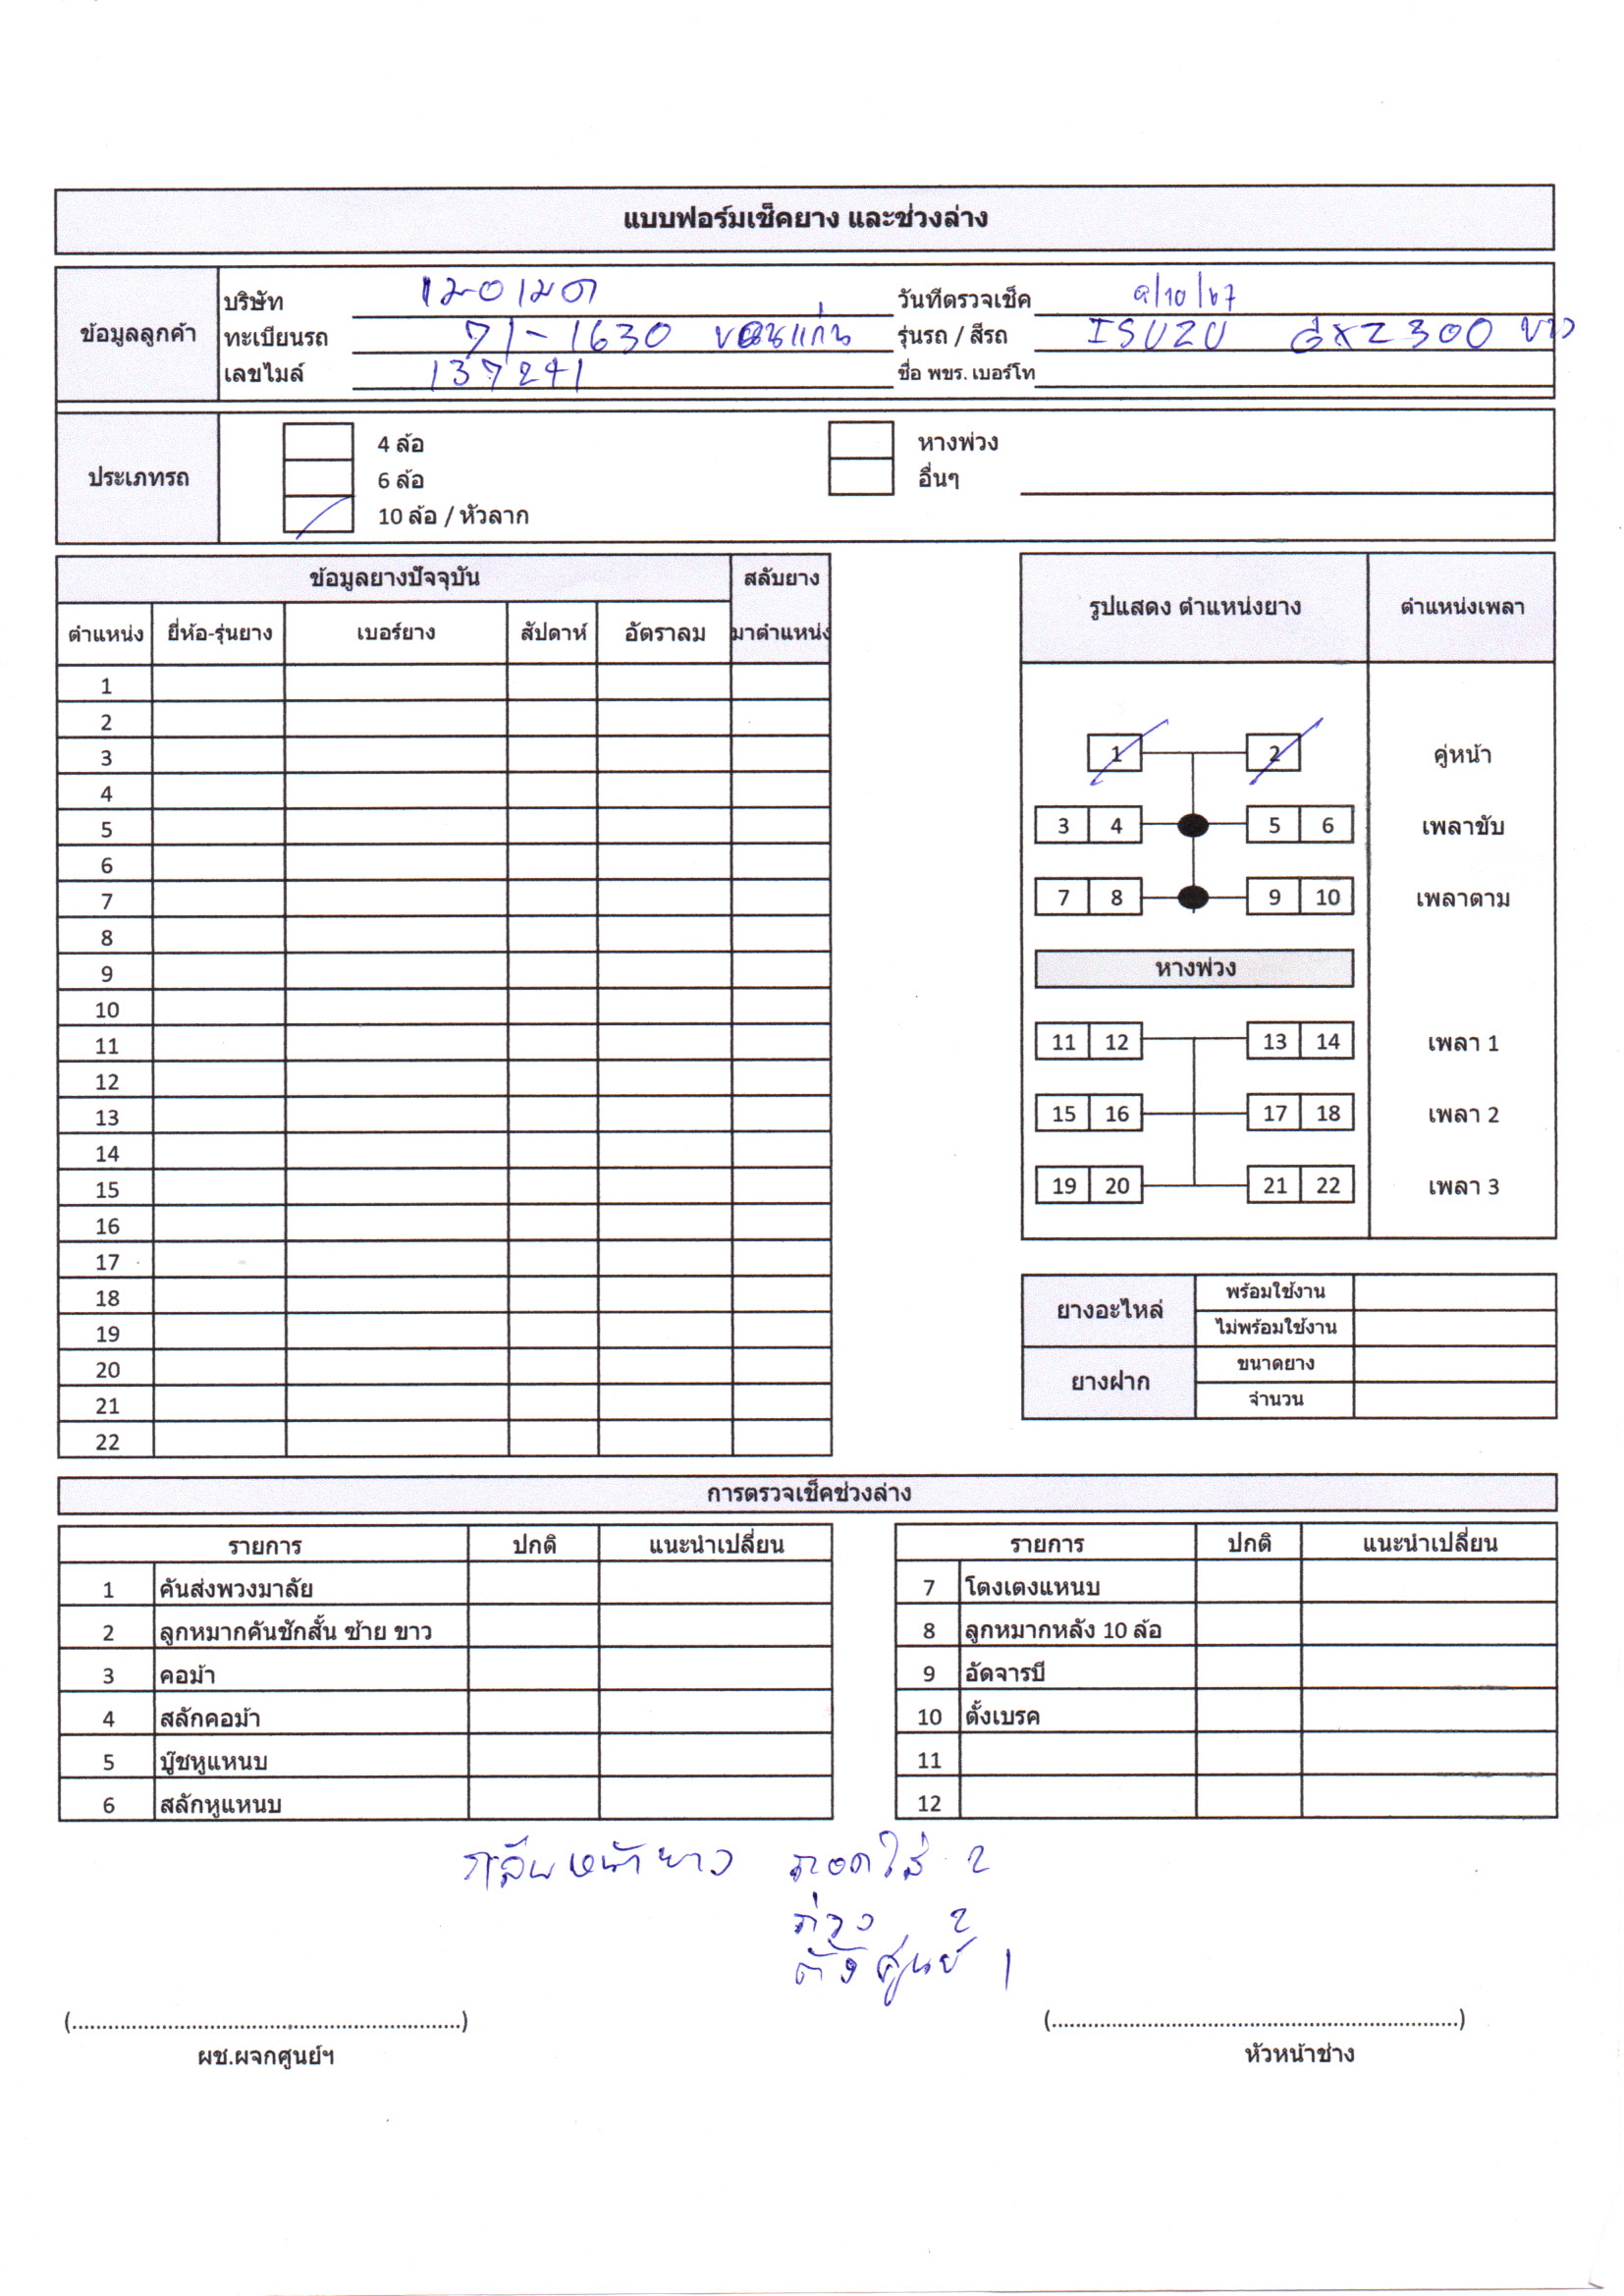 แบบฟอร์มเช็คยาง และช่วงล่าง
ข้อมูลลูกค้า
บริษัท วันที่ตรวจเช็ค 9/10/67
ทะเบียนรถ 71-1630 ขอนแก่น รุ่นรถ / สีรถ ISUZU GXZ 300 ขาว
เลขไมล์ 137241 ชื่อ พขร. เบอร์โท
ประเภทรถ
4 ล้อ หางพ่วง
6 ล้อ อื่นๆ
10 ล้อ / หัวลาก
ข้อมูลยางปัจจุบัน สลับยาง
ตำแหน่ง ยี่ห้อ-รุ่นยาง เบอร์ยาง สัปดาห์ อัตราลม มาตำแหน่ง
1
2
3
4
5
6
7
8
9
10
11
12
13
14
15
16
17
18
19
20
21
22
รูปแสดง ตำแหน่งยาง ตำแหน่งเพลา
1 2 คู่หน้า
3 4 5 6 เพลาขับ
7 8 9 10 เพลาตาม
หางพ่วง
11 12 13 14 เพลา 1
15 16 17 18 เพลา 2
19 20 21 22 เพลา 3
ยางอะไหล่ พร้อมใช้งาน
ไม่พร้อมใช้งาน
ยางฝาก ขนาดยาง
จำนวน
การตรวจเช็คช่วงล่าง
รายการ ปกติ แนะนำเปลี่ยน
1 คันส่งพวงมาลัย
2 ลูกหมากคันชักสั้น ซ้าย ขาว
3 คอม้า
4 สลักคอม้า
5 บู๊ชหูแหนบ
6 สลักหูแหนบ
รายการ ปกติ แนะนำเปลี่ยน
7 โตงเตงแหนบ
8 ลูกหมากหลัง 10 ล้อ
9 อัดจารบี
10 ตั้งเบรค
11
12
กลับหน้ายาง ถอดใส่ 2
ถ่วง 2
ตั้งศูนย์ 1
(..................................................................)
ผช.ผจกศูนย์ฯ
(.....................................................................)
หัวหน้าช่าง